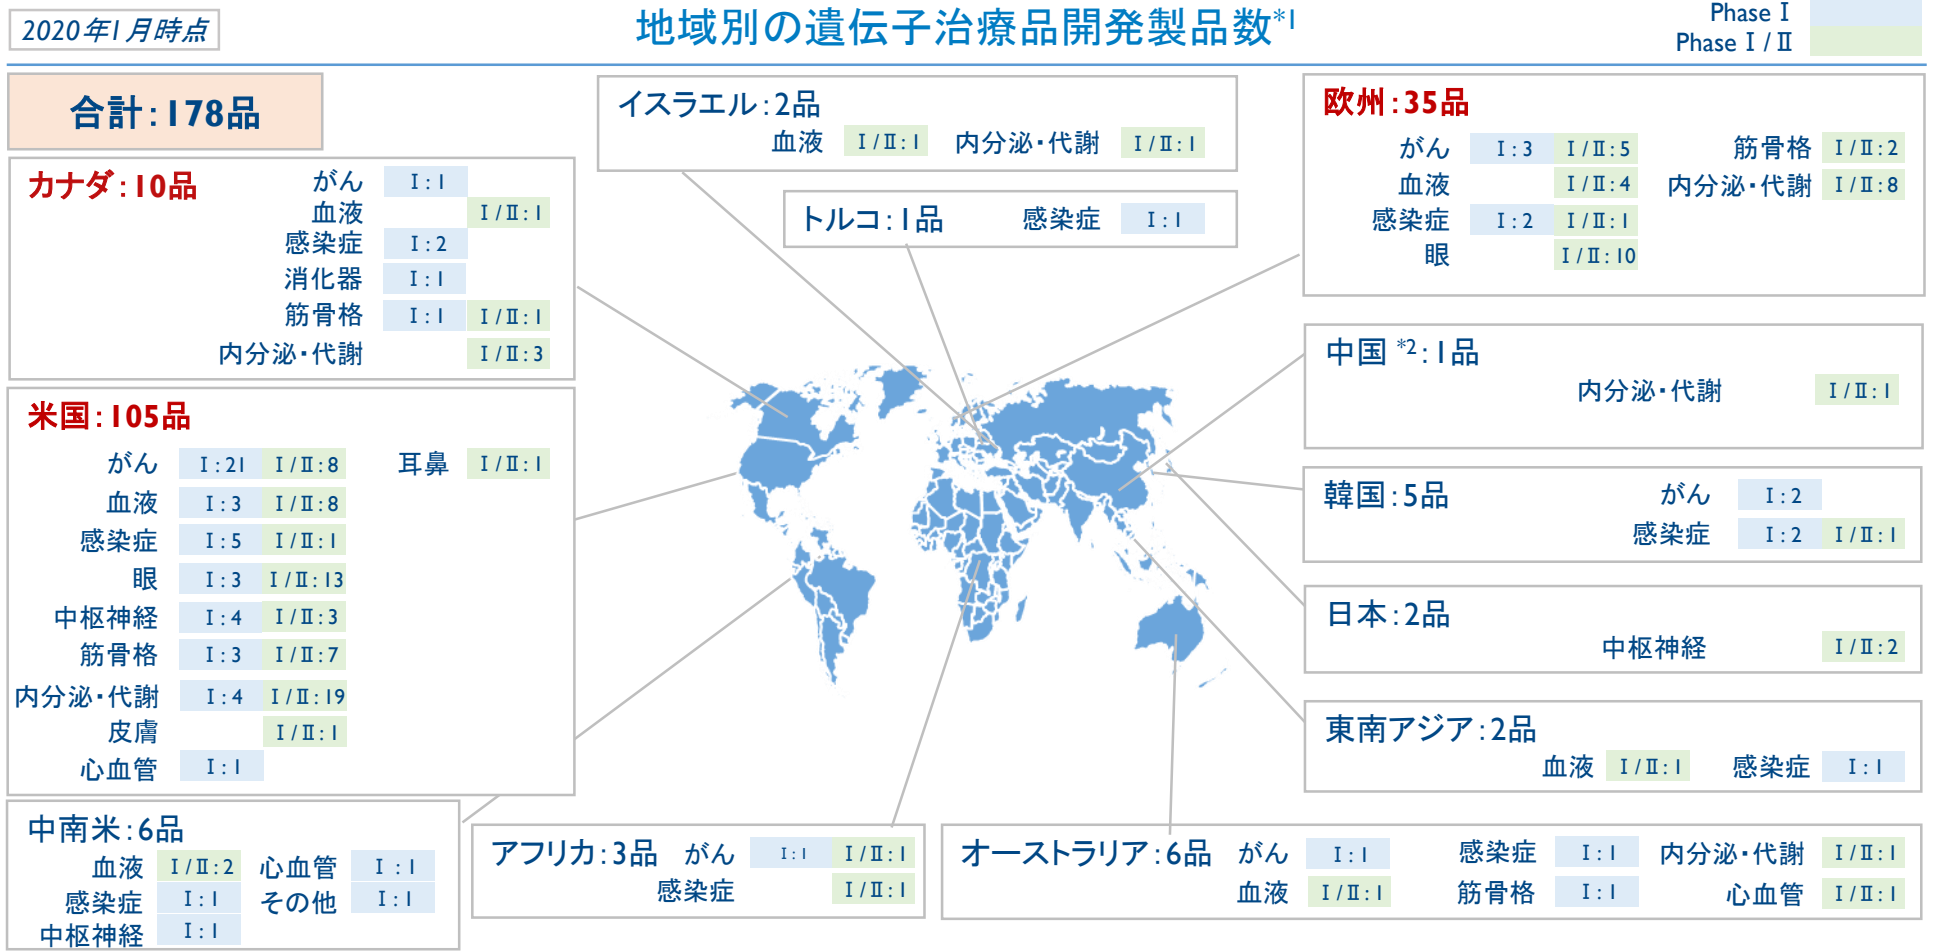 2020年1月時点
地域別の遺伝子治療品開発製品数*1
Phase I
Phase I / Ⅱ
合計:178品
カナダ:10品
がん I:1
血液 I/Ⅱ:1
感染症 I:2
消化器 I:1
筋骨格 I:1 I/Ⅱ:1
内分泌・代謝 I/Ⅱ:3
米国:105品
がん I:21 I/Ⅱ:8 耳鼻 I/Ⅱ:1
血液 I:3 I/Ⅱ:8
感染症 I:5 I/Ⅱ:1
眼 I:3 I/Ⅱ:13
中枢神経 I:4 I/Ⅱ:3
筋骨格 I:3 I/Ⅱ:7
内分泌・代謝 I:4 I/Ⅱ:19
皮膚 I/Ⅱ:1
心血管 I:1
中南米:6品
血液 I/Ⅱ:2 心血管 I:1
感染症 I:1 その他 I:1
中枢神経 I:1
イスラエル:2品
血液 I/Ⅱ:1 内分泌・代謝 I/Ⅱ:1
トルコ:1品 感染症 I:1
欧州:35品
がん I:3 I/Ⅱ:5 筋骨格 I/Ⅱ:2
血液 I/Ⅱ:4 内分泌・代謝 I/Ⅱ:8
感染症 I:2 I/Ⅱ:1
眼 I/Ⅱ:10
中国*2:1品
内分泌・代謝 I/Ⅱ:1
韓国:5品 がん I:2
感染症 I:2 I/Ⅱ:1
日本:2品
中枢神経 I/Ⅱ:2
東南アジア:2品
血液 I/Ⅱ:1 感染症 I:1
アフリカ:3品 がん I:1 I/Ⅱ:1
感染症 I/Ⅱ:1
オーストラリア:6品 がん I:1 感染症 I:1 内分泌・代謝 I/Ⅱ:1
血液 I/Ⅱ:1 筋骨格 I:1 心血管 I/Ⅱ:1